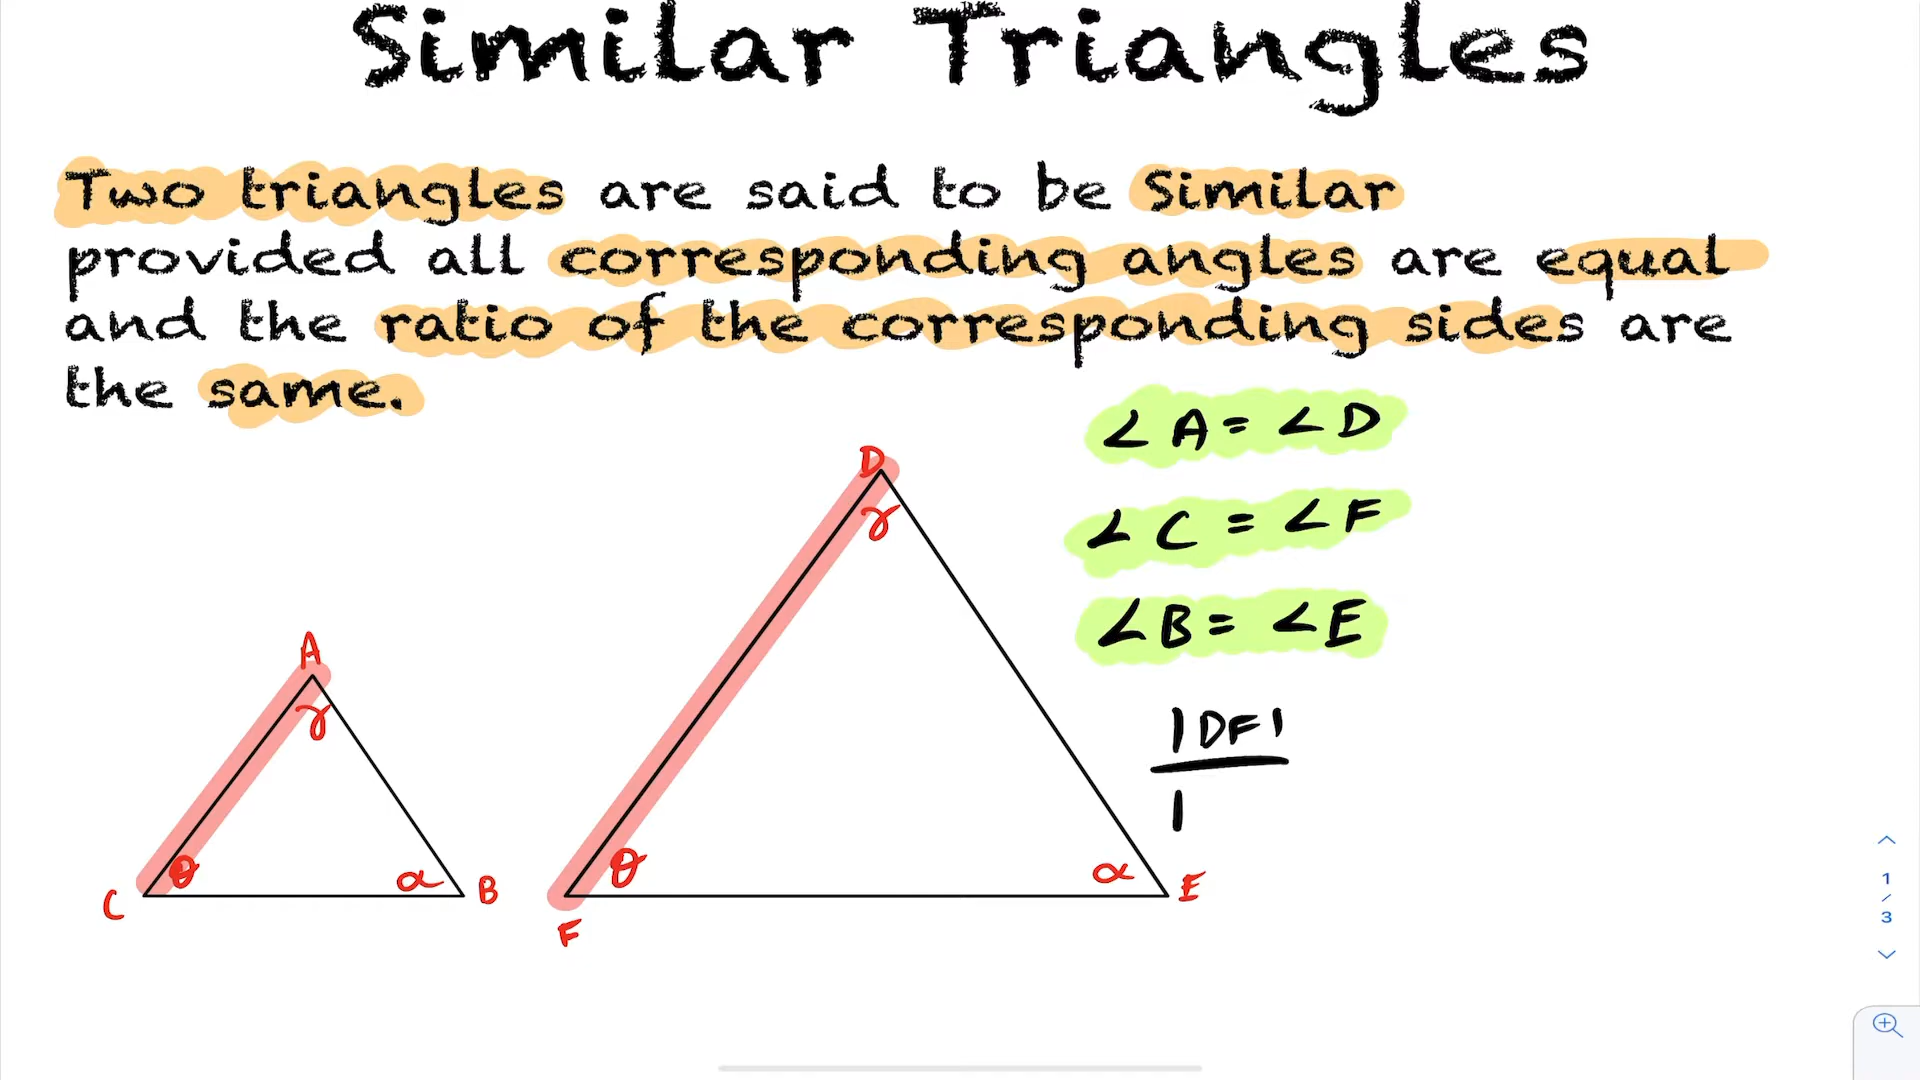 Similar Triangles
Two triangles are said to be Similar
provided all corresponding angles are equal
and the ratio of the corresponding sides are
the same.
∠A = ∠D
∠C = ∠F
∠B = ∠E
|DF|
|
D
γ
θ
α
F
E
A
γ
θ
α
C
B
1
/
3